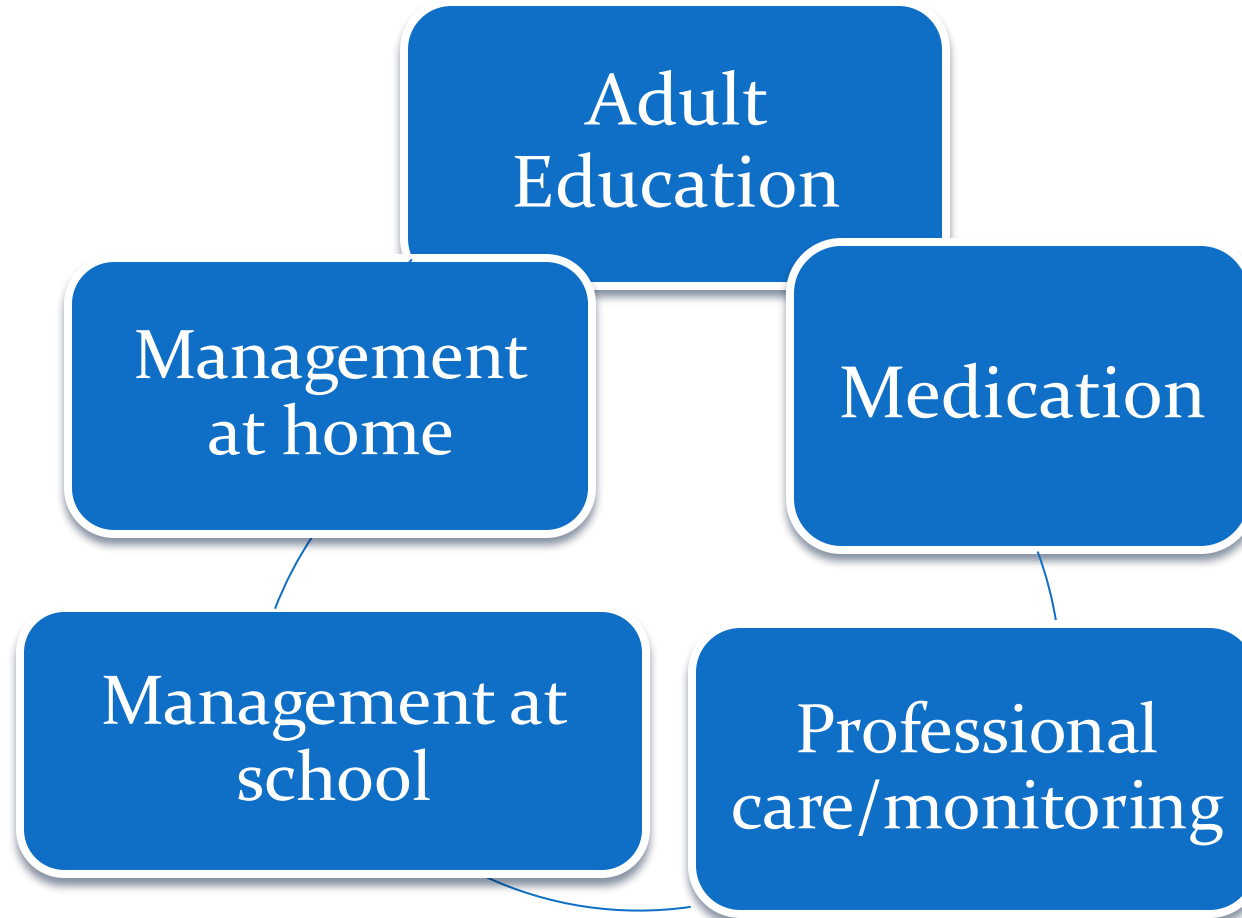 Adult
Education
Medication
Professional
care/monitoring
Management at
school
Management
at home